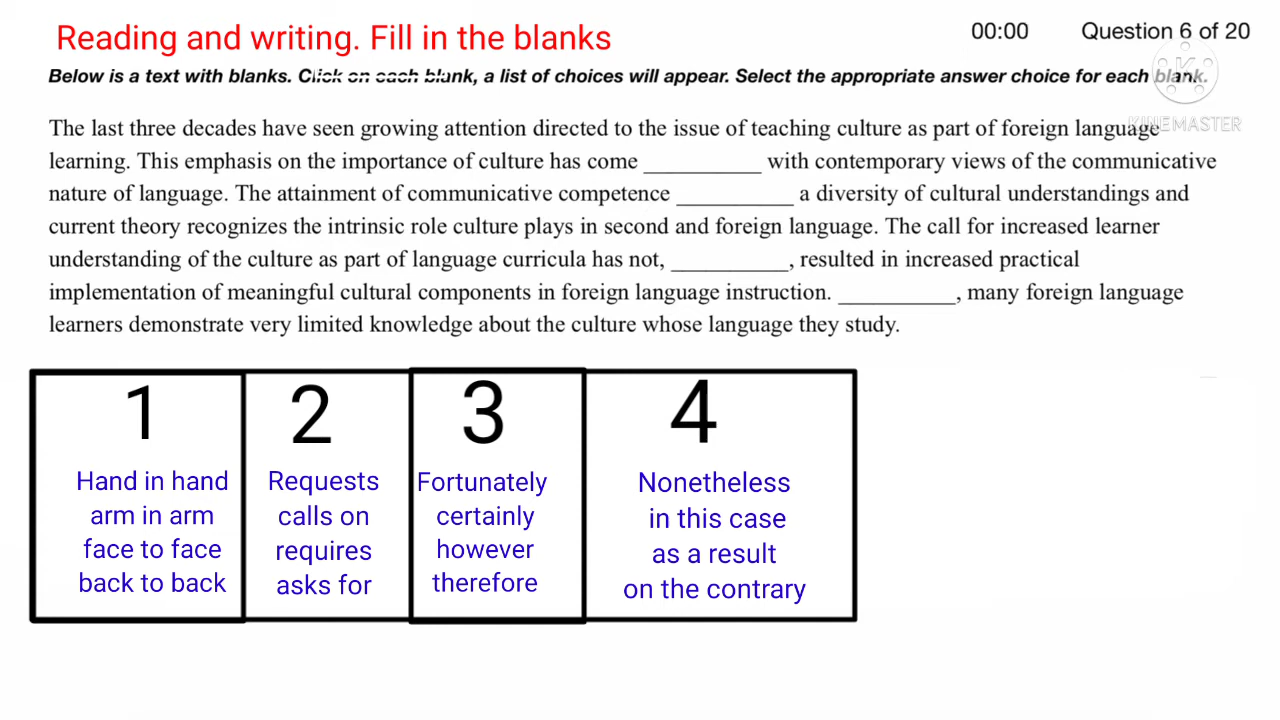 Reading and writing. Fill in the blanks
00:00 Question 6 of 20
Below is a text with blanks. Click on each blank, a list of choices will appear. Select the appropriate answer choice for each blank.
KINEMASTER
The last three decades have seen growing attention directed to the issue of teaching culture as part of foreign language
learning. This emphasis on the importance of culture has come __________ with contemporary views of the communicative
nature of language. The attainment of communicative competence __________ a diversity of cultural understandings and
current theory recognizes the intrinsic role culture plays in second and foreign language. The call for increased learner
understanding of the culture as part of language curricula has not, __________, resulted in increased practical
implementation of meaningful cultural components in foreign language instruction. __________, many foreign language
learners demonstrate very limited knowledge about the culture whose language they study.
1
Hand in hand
arm in arm
face to face
back to back
2
Requests
calls on
requires
asks for
3
Fortunately
certainly
however
therefore
4
Nonetheless
in this case
as a result
on the contrary